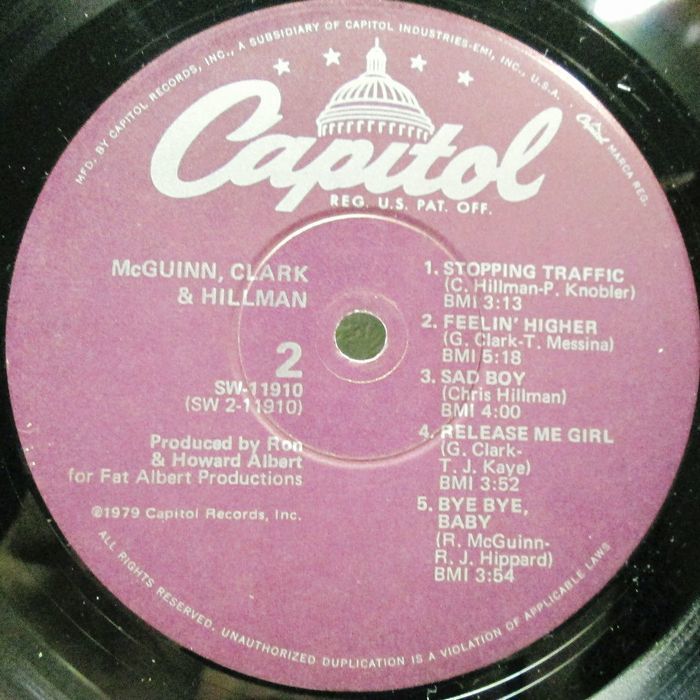 MFD. BY CAPITOL RECORDS, INC., A SUBSIDIARY OF CAPITOL INDUSTRIES-EMI, INC., U.S.A.
Capitol MARCA REG.
Capitol
REG. U.S. PAT. OFF.
McGUINN, CLARK
& HILLMAN
2
SW-11910
(SW 2-11910)
Produced by Ron
& Howard Albert
for Fat Albert Productions
©1979 Capitol Records, Inc.
1. STOPPING TRAFFIC
(C. Hillman-P. Knobler)
BMI 3:13
2. FEELIN' HIGHER
(G. Clark-T. Messina)
BMI 5:18
3. SAD BOY
(Chris Hillman)
BMI 4:00
4. RELEASE ME GIRL
(G. Clark-
T. J. Kaye)
BMI 3:52
5. BYE BYE,
BABY
(R. McGuinn-
R. J. Hippard)
BMI 3:54
ALL RIGHTS RESERVED. UNAUTHORIZED DUPLICATION IS A VIOLATION OF APPLICABLE LAWS